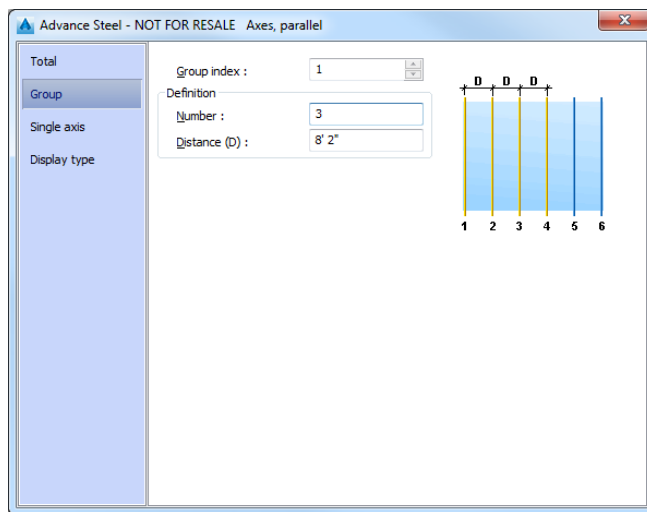 Advance Steel - NOT FOR RESALE Axes, parallel
Total
Group
Single axis
Display type
Group index : 1
Definition
Number : 3
Distance (D) : 8' 2"
D D D
1 2 3 4 5 6